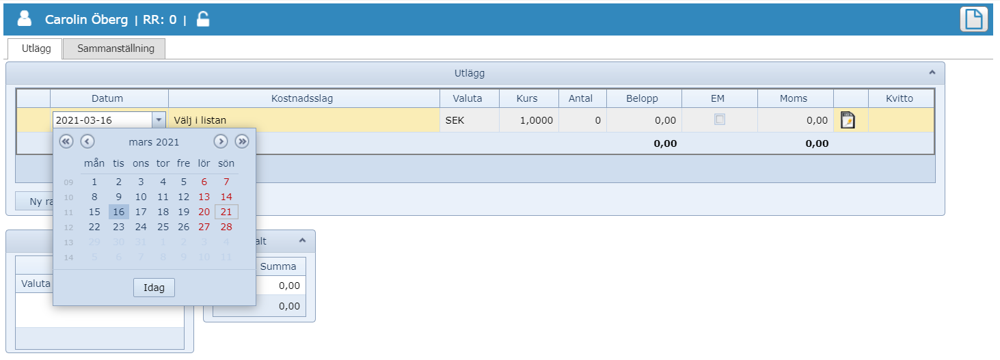 Carolin Öberg | RR: 0 |
Utlägg Sammanställning
Utlägg
Datum Kostnadsslag Valuta Kurs Antal Belopp EM Moms Kvitto
2021-03-16 Välj i listan SEK 1,0000 0 0,00 0,00
0,00 0,00
mars 2021
mån tis ons tor fre lör sön
09 1 2 3 4 5 6 7
10 8 9 10 11 12 13 14
11 15 16 17 18 19 20 21
12 22 23 24 25 26 27 28
13 29 30 31 1 2 3 4
14 5 6 7 8 9 10 11
Idag
Ny
alt
Summa
Valuta
0,00
0,00